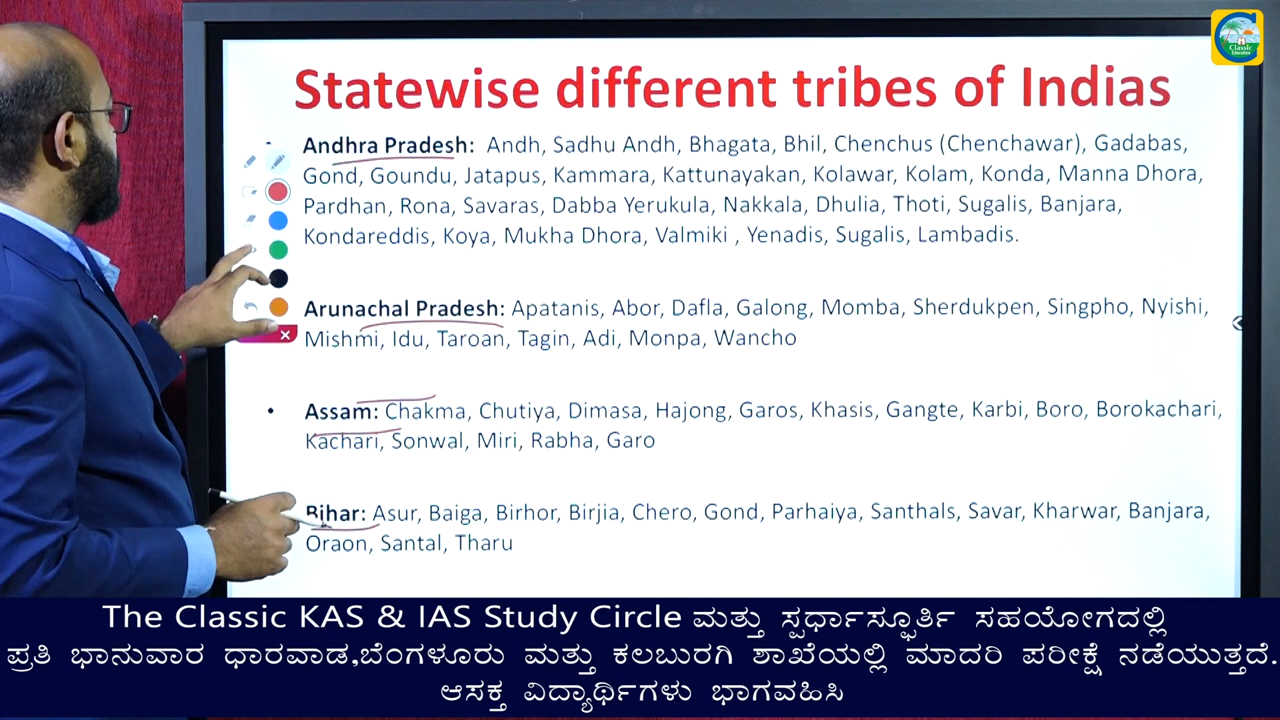 Classic
Education
Statewise different tribes of Indias
• Andhra Pradesh: Andh, Sadhu Andh, Bhagata, Bhil, Chenchus (Chenchawar), Gadabas,
Gond, Goundu, Jatapus, Kammara, Kattunayakan, Kolawar, Kolam, Konda, Manna Dhora,
Pardhan, Rona, Savaras, Dabba Yerukula, Nakkala, Dhulia, Thoti, Sugalis, Banjara,
Kondareddis, Koya, Mukha Dhora, Valmiki , Yenadis, Sugalis, Lambadis.
Arunachal Pradesh: Apatanis, Abor, Dafla, Galong, Momba, Sherdukpen, Singpho, Nyishi,
Mishmi, Idu, Taroan, Tagin, Adi, Monpa, Wancho
• Assam: Chakma, Chutiya, Dimasa, Hajong, Garos, Khasis, Gangte, Karbi, Boro, Borokachari,
Kachari, Sonwal, Miri, Rabha, Garo
Bihar: Asur, Baiga, Birhor, Birjia, Chero, Gond, Parhaiya, Santhals, Savar, Kharwar, Banjara,
Oraon, Santal, Tharu
The Classic KAS & IAS Study Circle ಮತ್ತು ಸ್ಪರ್ಧಾಸ್ಫೂರ್ತಿ ಸಹಯೋಗದಲ್ಲಿ
ಪ್ರತಿ ಭಾನುವಾರ ಧಾರವಾಡ,ಬೆಂಗಳೂರು ಮತ್ತು ಕಲಬುರಗಿ ಶಾಖೆಯಲ್ಲಿ ಮಾದರಿ ಪರೀಕ್ಷೆ ನಡೆಯುತ್ತದೆ.
ಆಸಕ್ತ ವಿದ್ಯಾರ್ಥಿಗಳು ಭಾಗವಹಿಸಿ